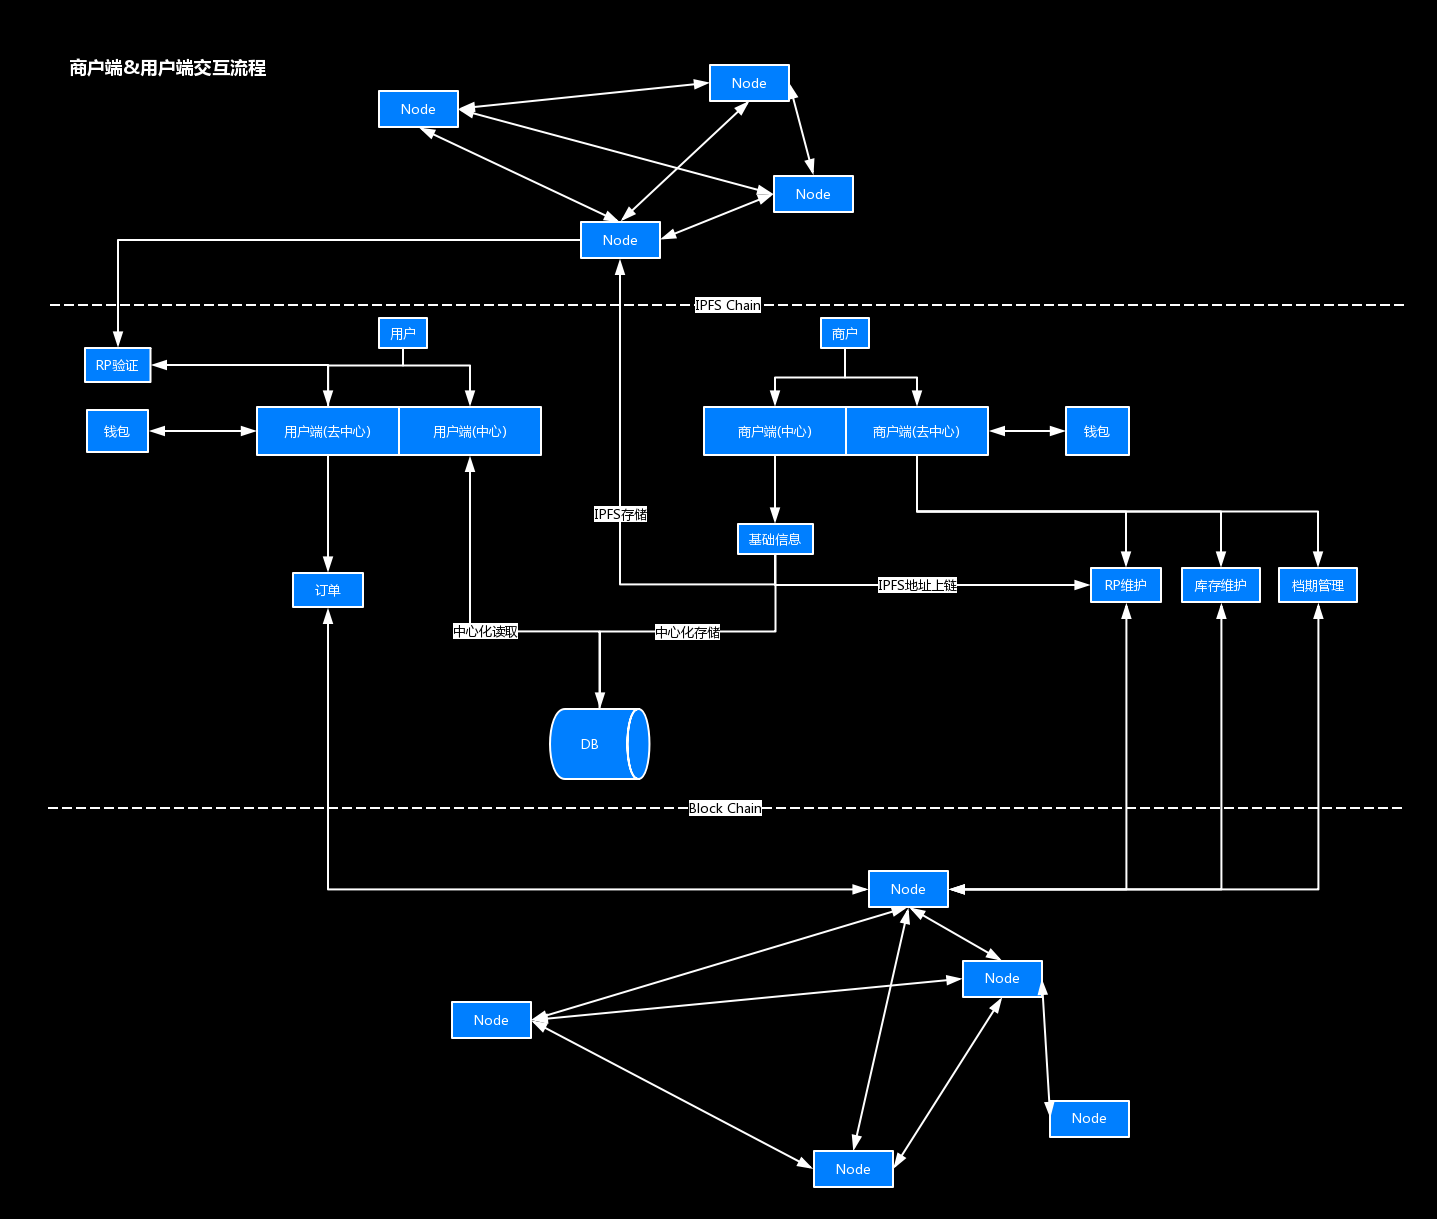 商户端&用户端交互流程
Node
Node
Node
Node
IPFS Chain
用户
商户
RP验证
钱包
用户端(去中心)
用户端(中心)
商户端(中心)
商户端(去中心)
钱包
IPFS存储
基础信息
订单
IPFS地址上链
RP维护
库存维护
档期管理
中心化读取
中心化存储
DB
Block Chain
Node
Node
Node
Node
Node